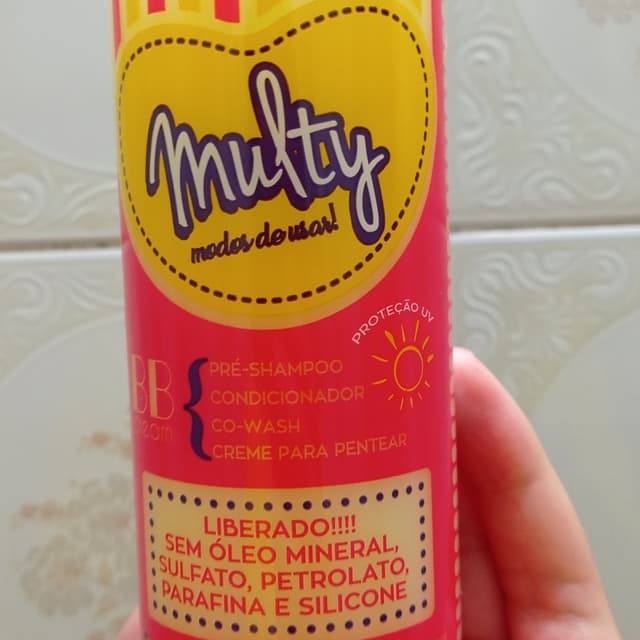 Multy
modos de usar!
PROTEÇÃO UV
BB
PRÉ-SHAMPOO
CONDICIONADOR
CO-WASH
CREME PARA PENTEAR
LIBERADO!!!!
SEM ÓLEO MINERAL,
SULFATO, PETROLATO,
PARAFINA E SILICONE